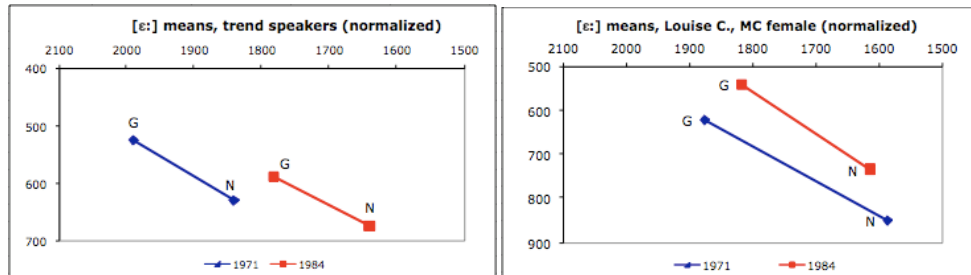 [ɛ:] means, trend speakers (normalized)
2100 2000 1900 1800 1700 1600 1500
400
500
600
700
G
N
G
N
1971 1984
[ɛ:] means, Louise C., MC female (normalized)
2100 2000 1900 1800 1700 1600 1500
500
600
700
800
900
G
G
N
N
1971 1984